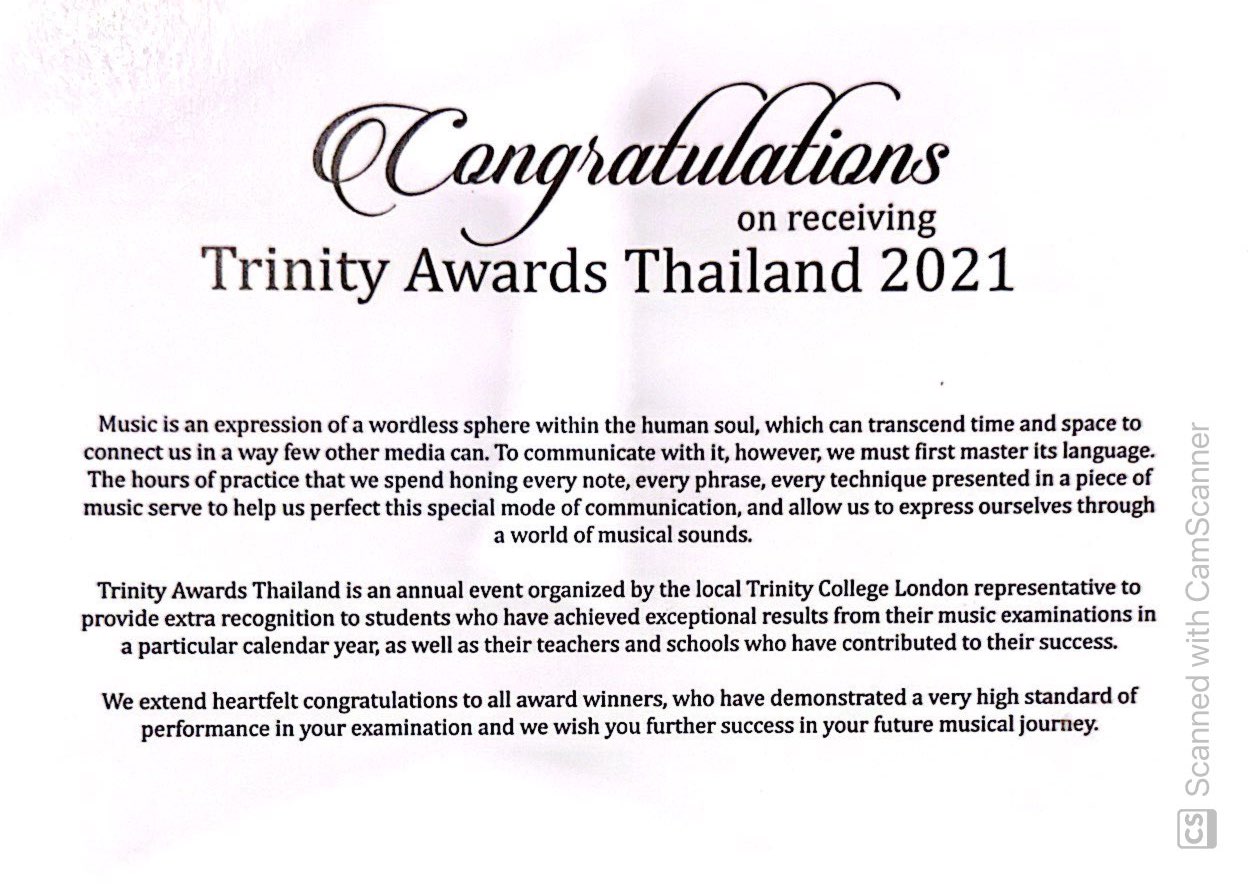 Congratulations
on receiving
Trinity Awards Thailand 2021
Music is an expression of a wordless sphere within the human soul, which can transcend time and space to
connect us in a way few other media can. To communicate with it, however, we must first master its language.
The hours of practice that we spend honing every note, every phrase, every technique presented in a piece of
music serve to help us perfect this special mode of communication, and allow us to express ourselves through
a world of musical sounds.
Trinity Awards Thailand is an annual event organized by the local Trinity College London representative to
provide extra recognition to students who have achieved exceptional results from their music examinations in
a particular calendar year, as well as their teachers and schools who have contributed to their success.
We extend heartfelt congratulations to all award winners, who have demonstrated a very high standard of
performance in your examination and we wish you further success in your future musical journey.
CS Scanned with CamScanner